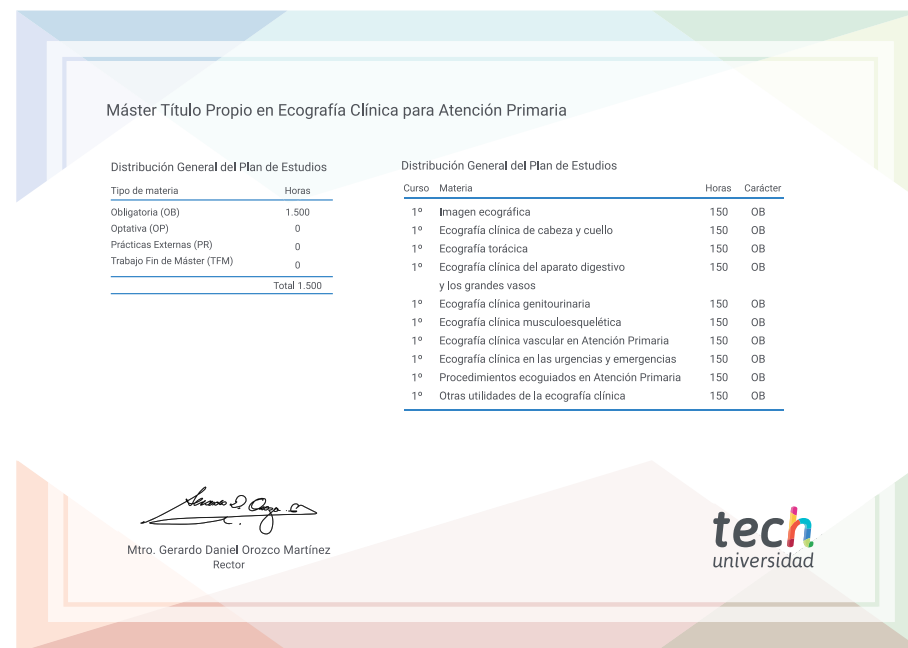 Máster Título Propio en Ecografía Clínica para Atención Primaria
Distribución General del Plan de Estudios
Tipo de materia Horas
Obligatoria (OB) 1.500
Optativa (OP) 0
Prácticas Externas (PR) 0
Trabajo Fin de Máster (TFM) 0
Total 1.500
Distribución General del Plan de Estudios
Curso Materia Horas Carácter
1º Imagen ecográfica 150 OB
1º Ecografía clínica de cabeza y cuello 150 OB
1º Ecografía torácica 150 OB
1º Ecografía clínica del aparato digestivo 150 OB
y los grandes vasos
1º Ecografía clínica genitourinaria 150 OB
1º Ecografía clínica musculoesquelética 150 OB
1º Ecografía clínica vascular en Atención Primaria 150 OB
1º Ecografía clínica en las urgencias y emergencias 150 OB
1º Procedimientos ecoguiados en Atención Primaria 150 OB
1º Otras utilidades de la ecografía clínica 150 OB
Mtro. Gerardo Daniel Orozco Martínez
Rector
tech
universidad